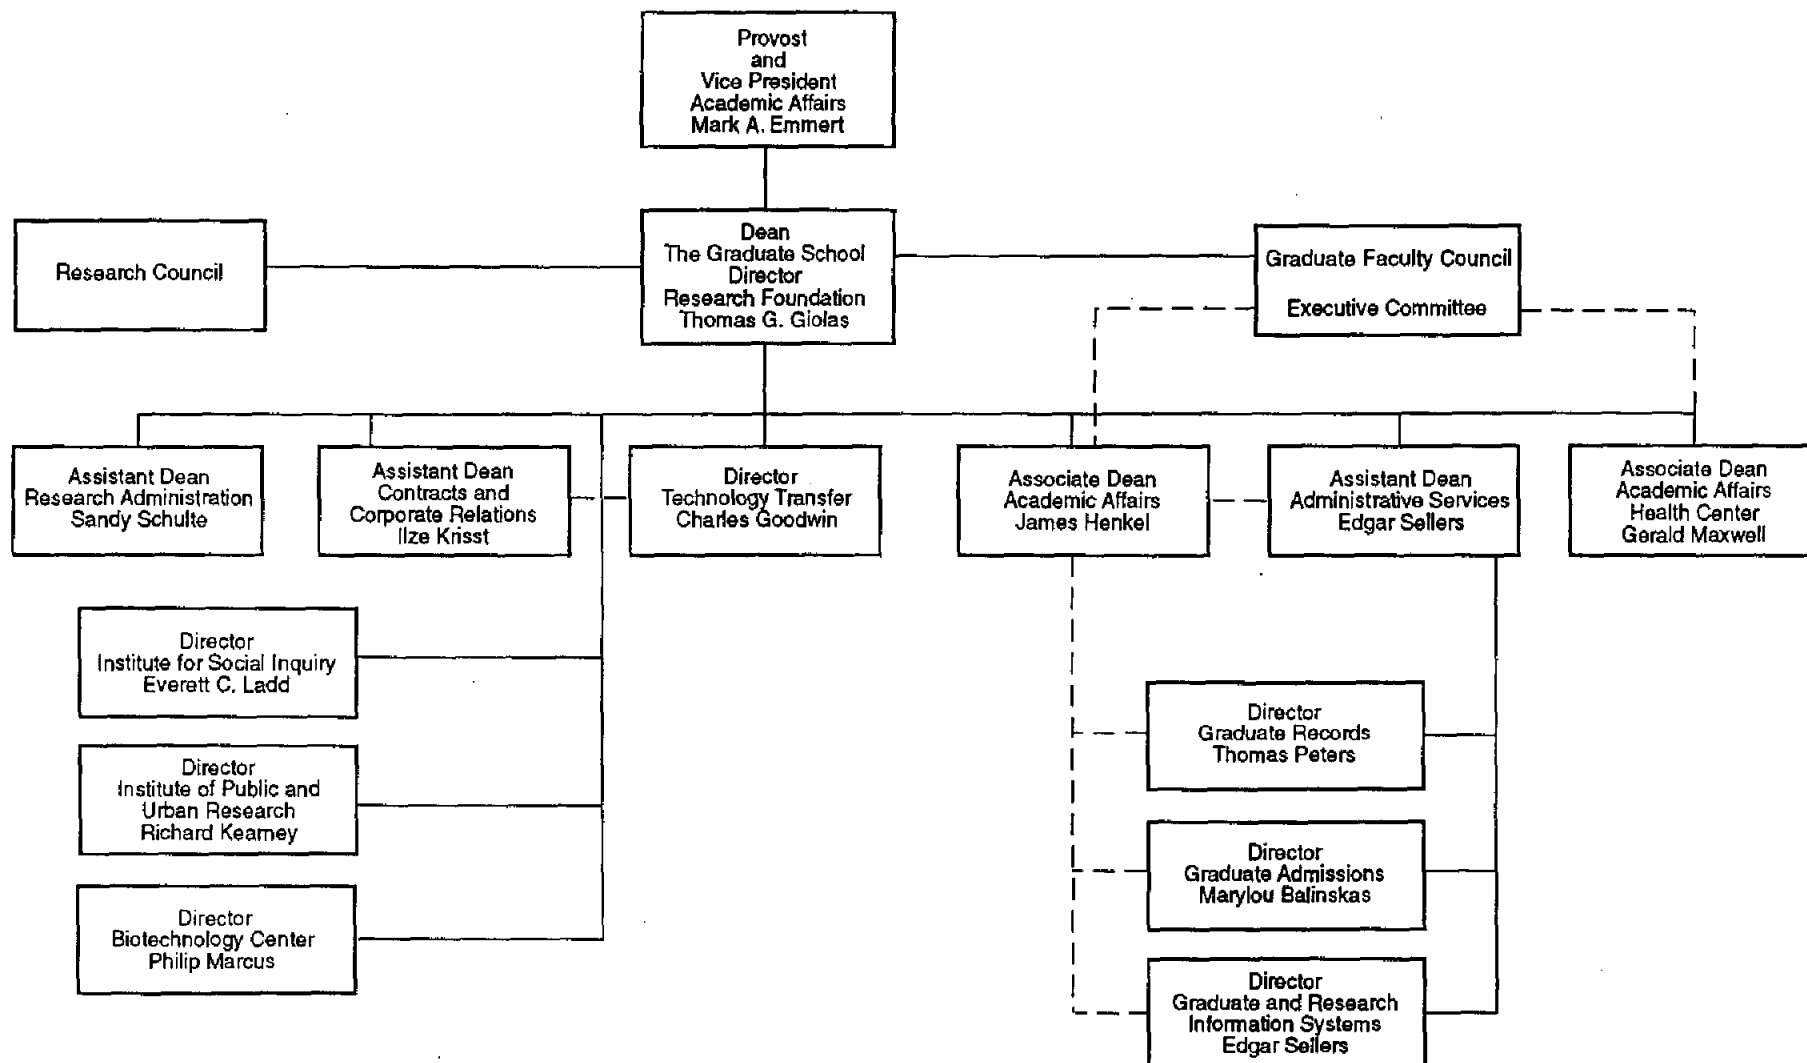 Provost
and
Vice President
Academic Affairs
Mark A. Emmert
Research Council
Dean
The Graduate School
Director
Research Foundation
Thomas G. Giolas
Graduate Faculty Council
Executive Committee
Assistant Dean
Research Administration
Sandy Schulte
Assistant Dean
Contracts and
Corporate Relations
Ilze Krisst
Director
Technology Transfer
Charles Goodwin
Associate Dean
Academic Affairs
James Henkel
Assistant Dean
Administrative Services
Edgar Sellers
Associate Dean
Academic Affairs
Health Center
Gerald Maxwell
Director
Institute for Social Inquiry
Everett C. Ladd
Director
Institute of Public and
Urban Research
Richard Kearney
Director
Biotechnology Center
Philip Marcus
Director
Graduate Records
Thomas Peters
Director
Graduate Admissions
Marylou Balinskas
Director
Graduate and Research
Information Systems
Edgar Sellers